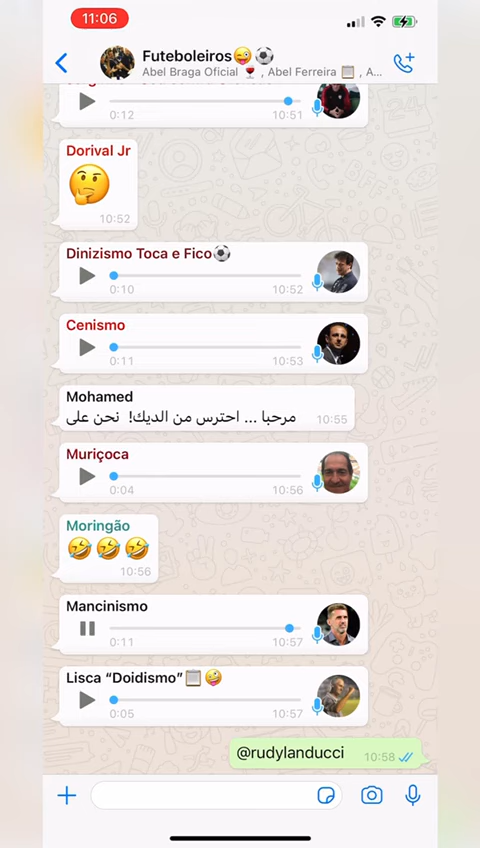 11:06
Futeboleiros😜⚽
Abel Braga Oficial 🍷, Abel Ferreira 📋, A...
0:12 10:51
Dorival Jr
🤔
10:52
Dinizismo Toca e Fico⚽
0:10 10:52
Cenismo
0:11 10:53
Mohamed
مرحبا ... احترس من الديك! نحن على
10:55
Muriçoca
0:04 10:56
Moringão
🤣🤣🤣
10:56
Mancinismo
0:11 10:57
Lisca “Doidismo”📋🤪
0:05 10:57
@rudylanducci 10:58